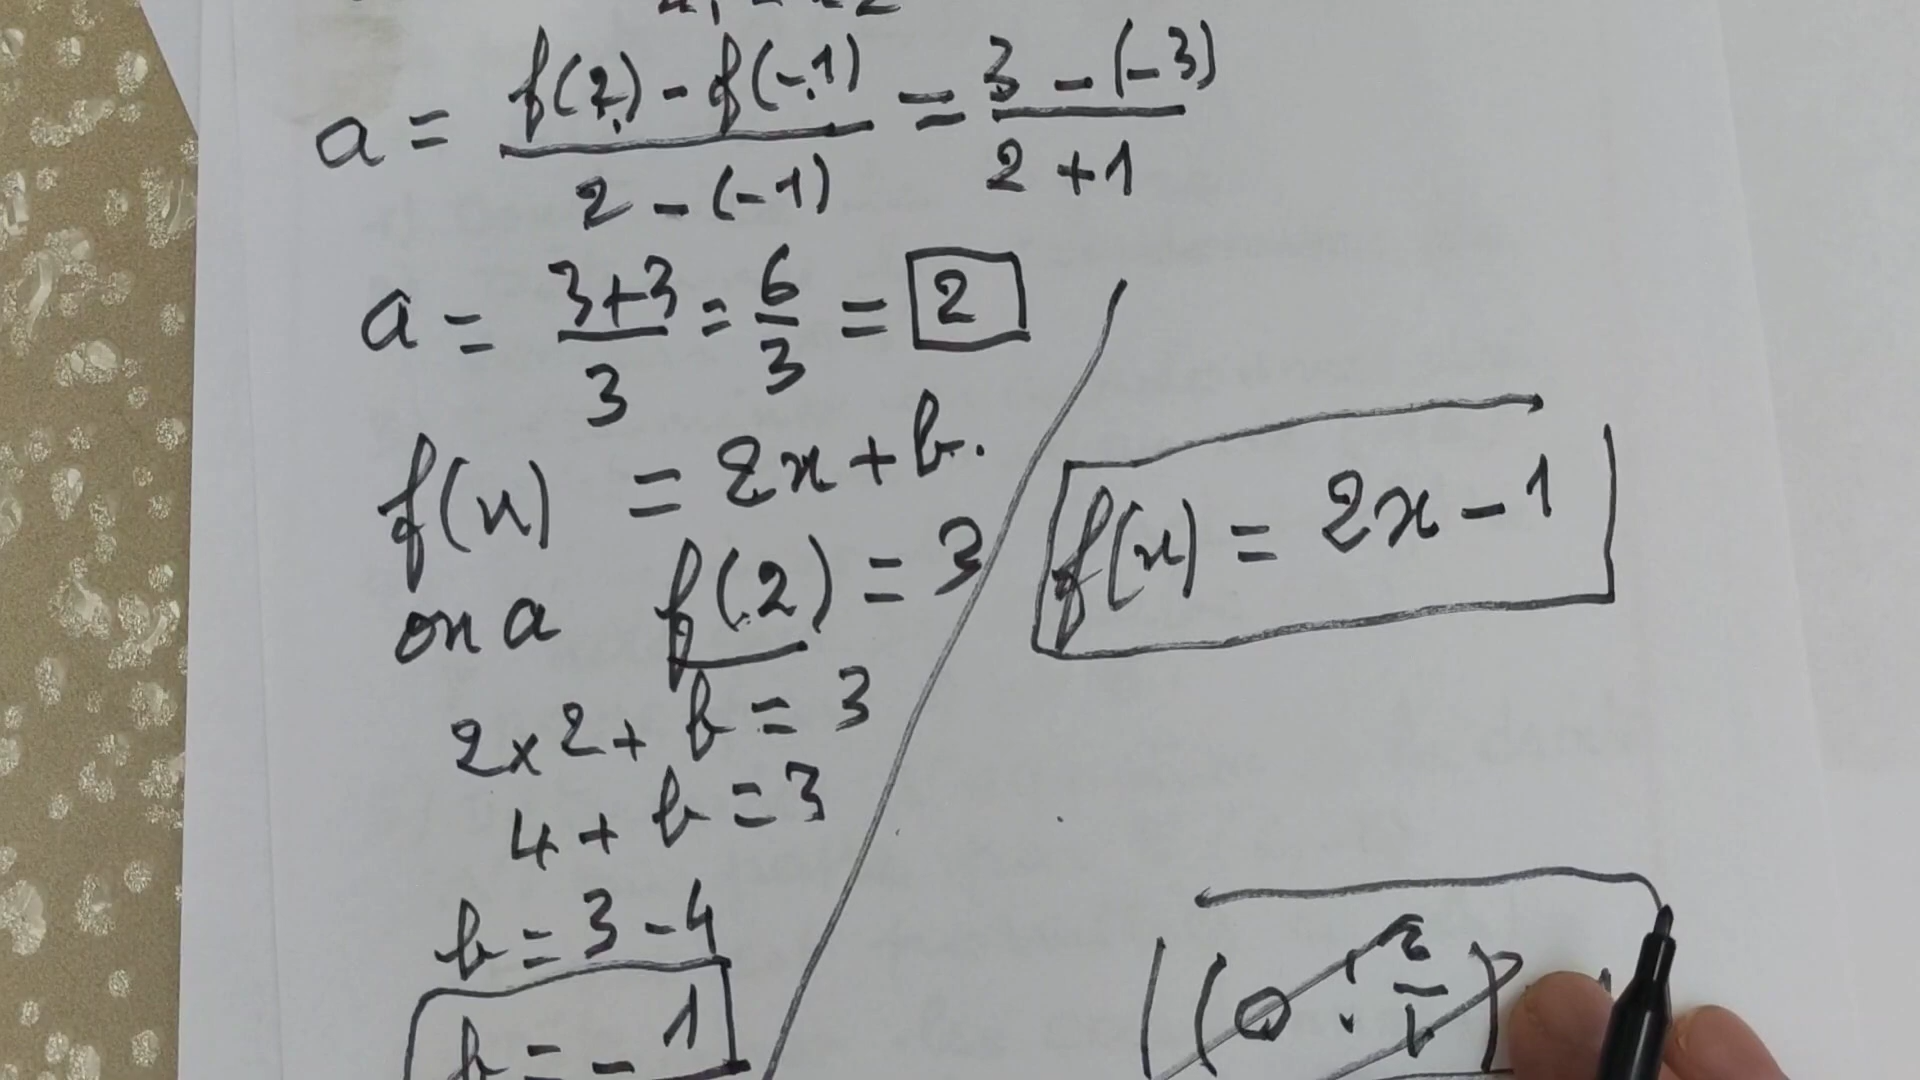 a = f(2) - f(-1) / 2 - (-1) = 3 - (-3) / 2 + 1
a = 3+3 / 3 = 6 / 3 = 2
f(x) = 2x + b.
on a f(2) = 3
2 x 2 + b = 3
4 + b = 3
b = 3 - 4
b = - 1
f(x) = 2x - 1